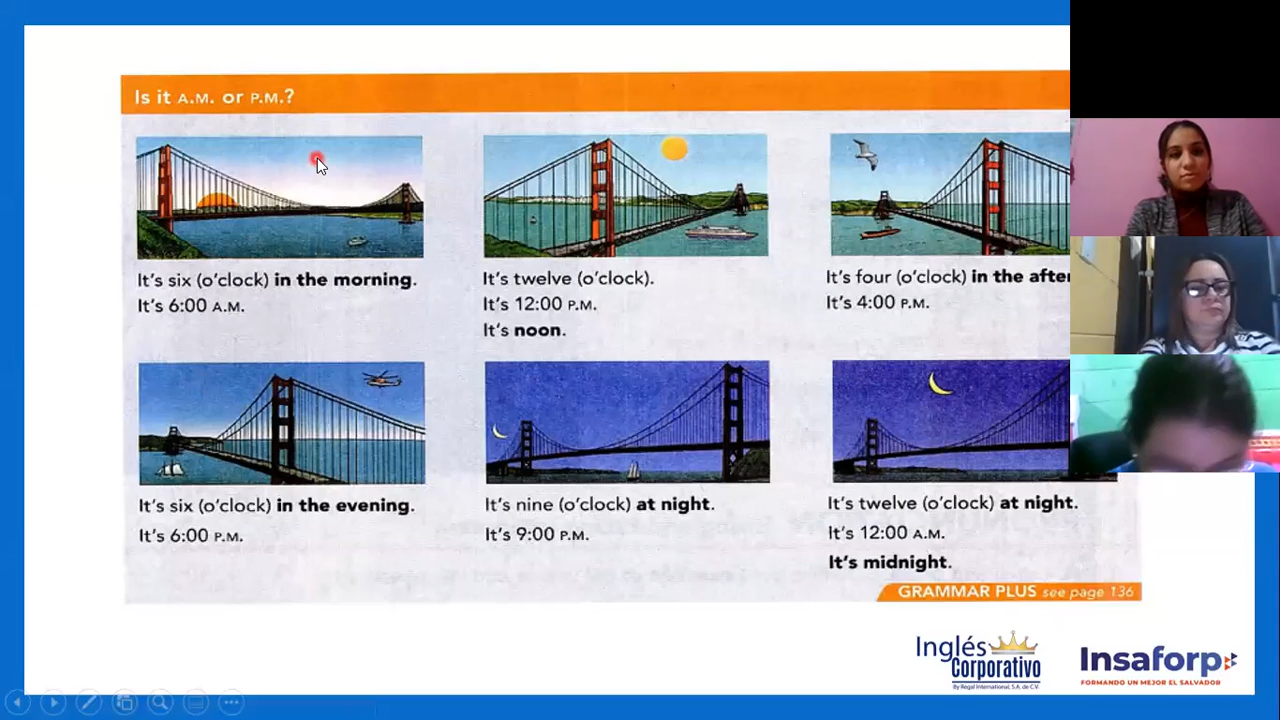 Is it A.M. or P.M.?
It's six (o'clock) in the morning.
It's 6:00 A.M.
It's twelve (o'clock).
It's 12:00 P.M.
It's noon.
It's four (o'clock) in the after
It's 4:00 P.M.
It's six (o'clock) in the evening.
It's 6:00 P.M.
It's nine (o'clock) at night.
It's 9:00 P.M.
It's twelve (o'clock) at night.
It's 12:00 A.M.
It's midnight.
GRAMMAR PLUS see page 136
Inglés
Corporativo
By Regal International, S.A. de C.V.
Insaforp
FORMANDO UN MEJOR EL SALVADOR